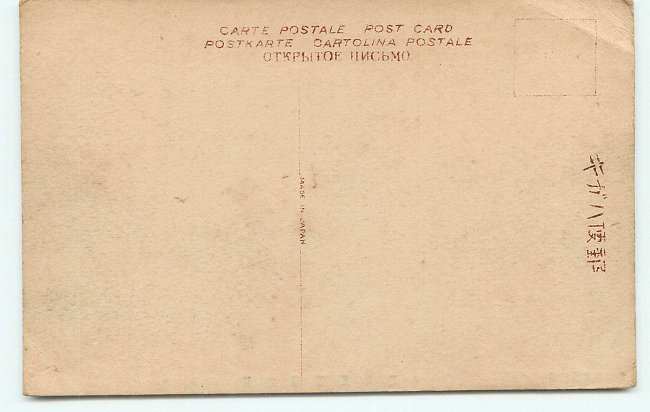 CARTE POSTALE POST CARD
POSTKARTE CARTOLINA POSTALE
ОТКРЫТОЕ ПИСЬМО
MADE IN JAPAN
キガハ便郵